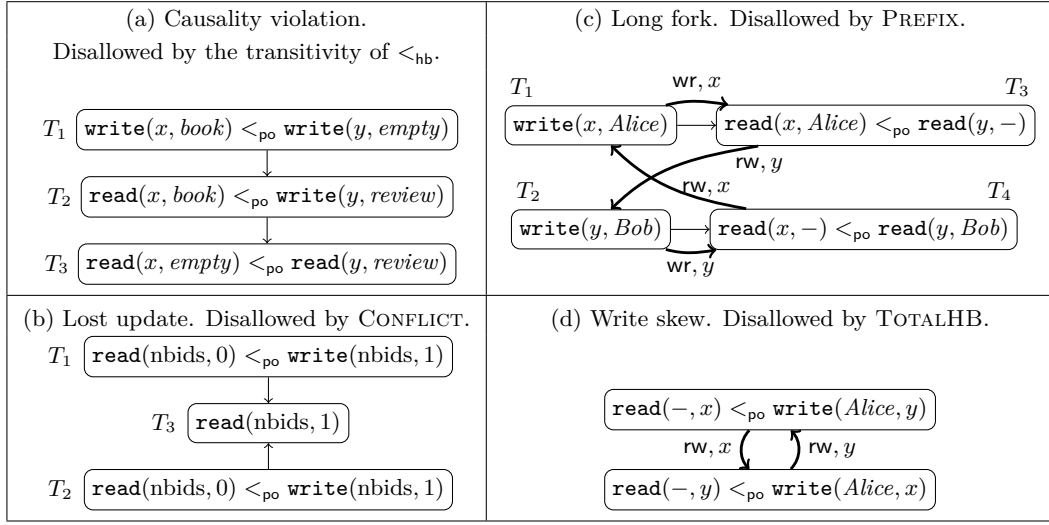 (a) Causality violation.
Disallowed by the transitivity of <hb.
T1 write(x, book) <po write(y, empty)
T2 read(x, book) <po write(y, review)
T3 read(x, empty) <po read(y, review)
(c) Long fork. Disallowed by PREFIX.
T1 wr, x T3
write(x, Alice) read(x, Alice) <po read(y, −)
rw, y
rw, x
T2 T4
write(y, Bob) read(x, −) <po read(y, Bob)
wr, y
(b) Lost update. Disallowed by CONFLICT.
T1 read(nbids, 0) <po write(nbids, 1)
T3 read(nbids, 1)
T2 read(nbids, 0) <po write(nbids, 1)
(d) Write skew. Disallowed by TOTALHB.
read(−, x) <po write(Alice, y)
rw, x rw, y
read(−, y) <po write(Alice, x)